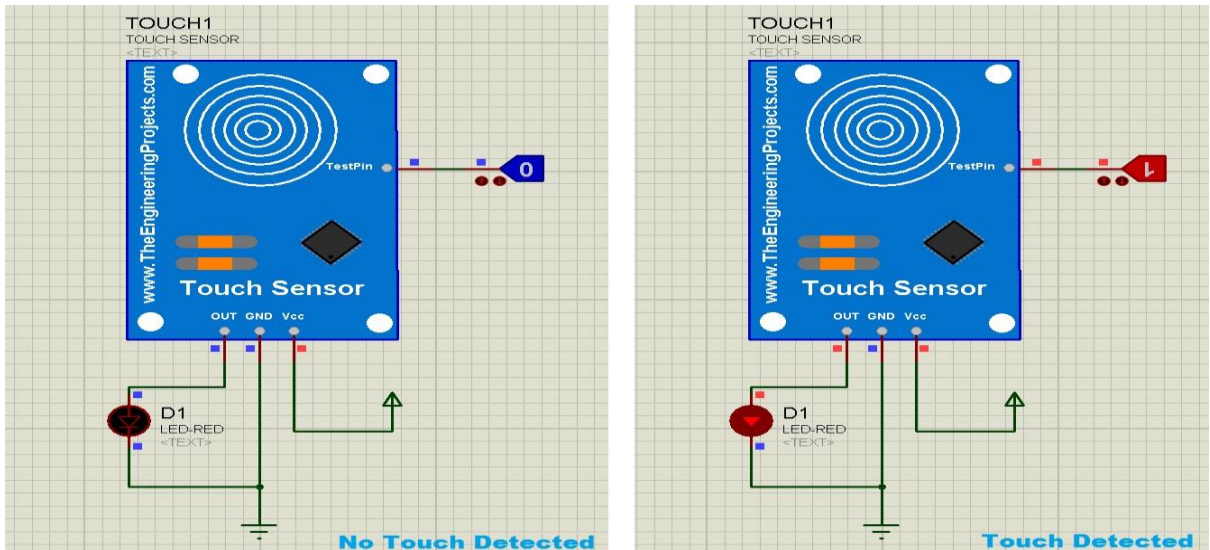 TOUCH1
TOUCH SENSOR
<TEXT>
www.TheEngineeringProjects.com
TestPin
0
Touch Sensor
OUT GND Vcc
D1
LED-RED
<TEXT>
No Touch Detected
TOUCH1
TOUCH SENSOR
<TEXT>
www.TheEngineeringProjects.com
TestPin
1
Touch Sensor
OUT GND Vcc
D1
LED-RED
<TEXT>
Touch Detected